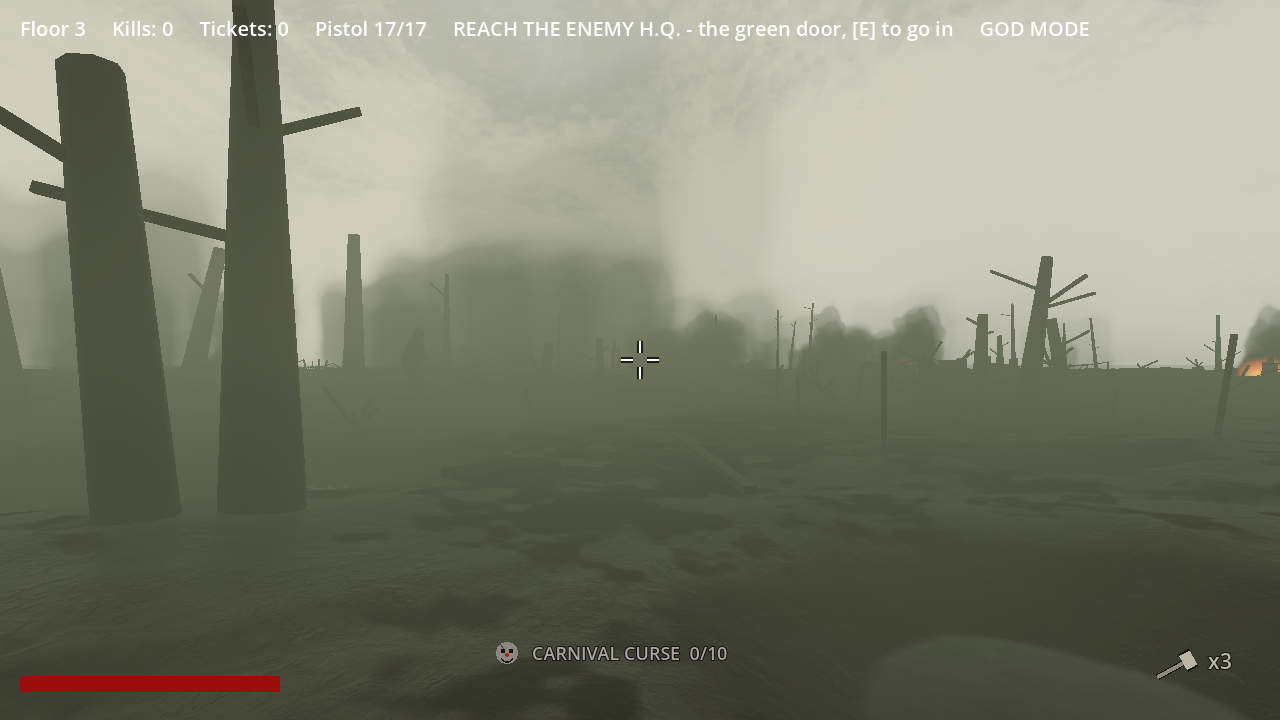 Floor 3 Kills: 0 Tickets: 0 Pistol 17/17 REACH THE ENEMY H.Q. - the green door, [E] to go in GOD MODE
CARNIVAL CURSE 0/10
x3